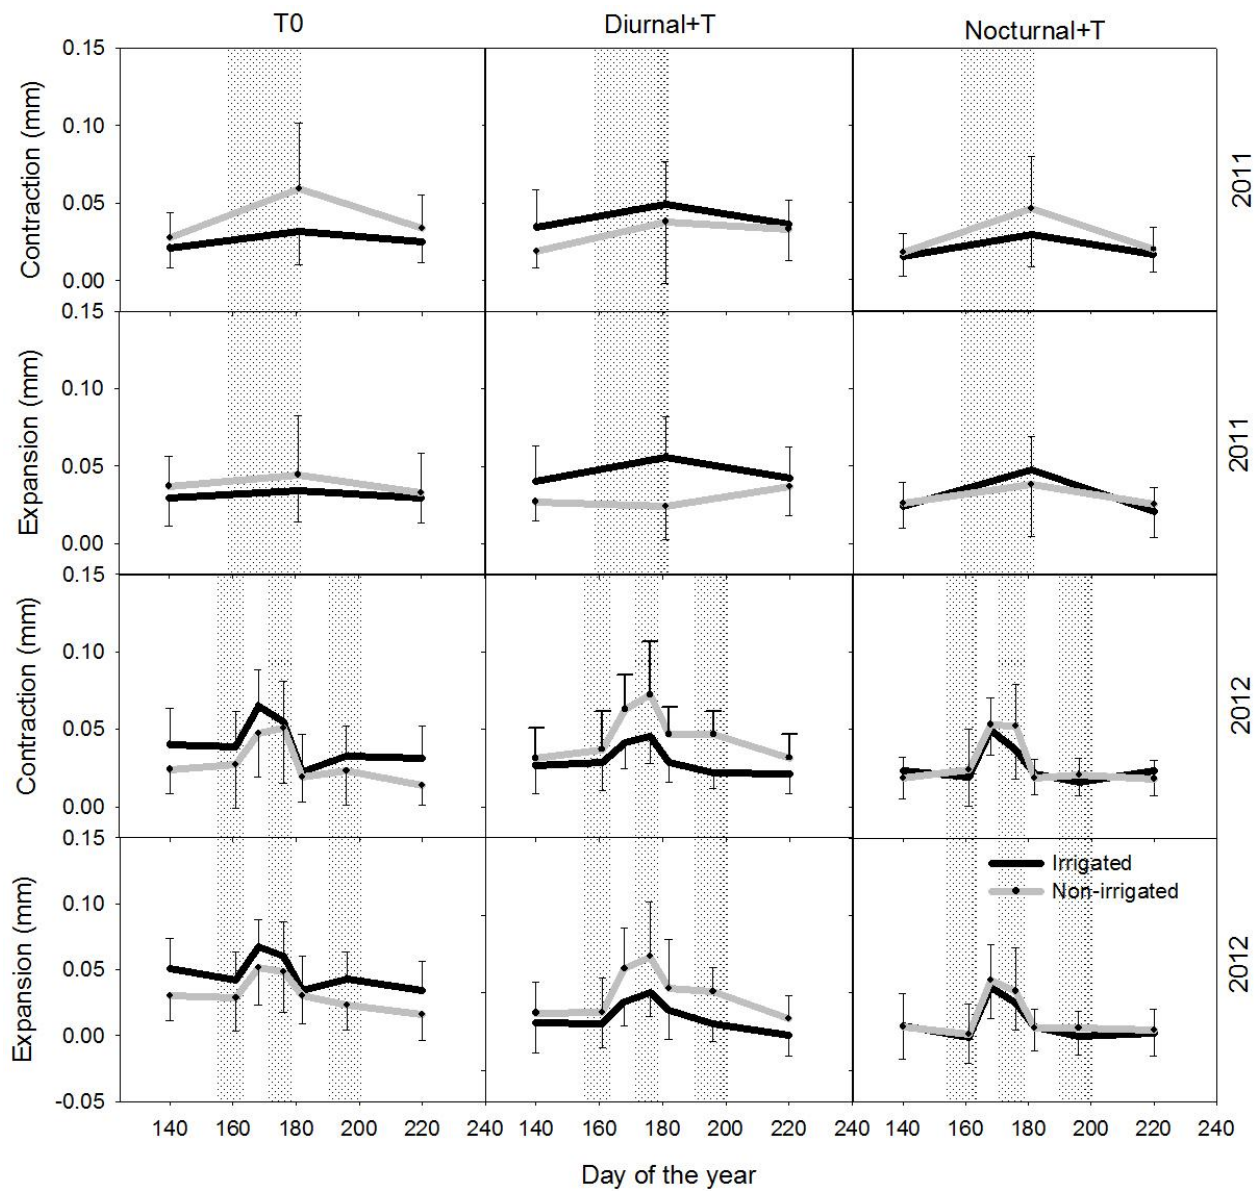 T0 Diurnal+T Nocturnal+T
0.15
0.10
0.05
0.00
Contraction (mm)
2011
0.15
0.10
0.05
0.00
Expansion (mm)
2011
0.15
0.10
0.05
0.00
Contraction (mm)
2012
0.15
0.10
0.05
0.00
-0.05
Expansion (mm)
2012
Irrigated
Non-irrigated
140 160 180 200 220 240 140 160 180 200 220 240 140 160 180 200 220 240
Day of the year